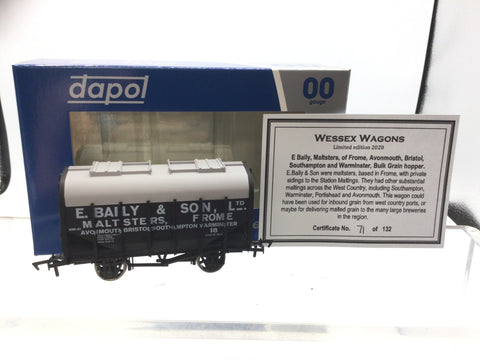 dapol
00
gauge
WESSEX WAGONS
Limited edition 2020
E Baily, Maltsters, of Frome, Avonmouth, Bristol,
Southampton and Warminster, Bulk Grain hopper.
E.Baily & Son were maltsters, based in Frome, with private
sidings to the Station Maltings. They had other substantial
maltings across the West Country, including Southampton,
Warminster, Portishead and Avonmouth. This wagon could
have been used for inbound grain from west country ports, or
maybe for delivering malted grain to the many large breweries
in the region.
Certificate No. 71 of 132
E. BAILY & SON, LTD
MALTSTERS, FROME
AVONMOUTH BRISTOL SOUTHAMPTON WARMINSTER
18